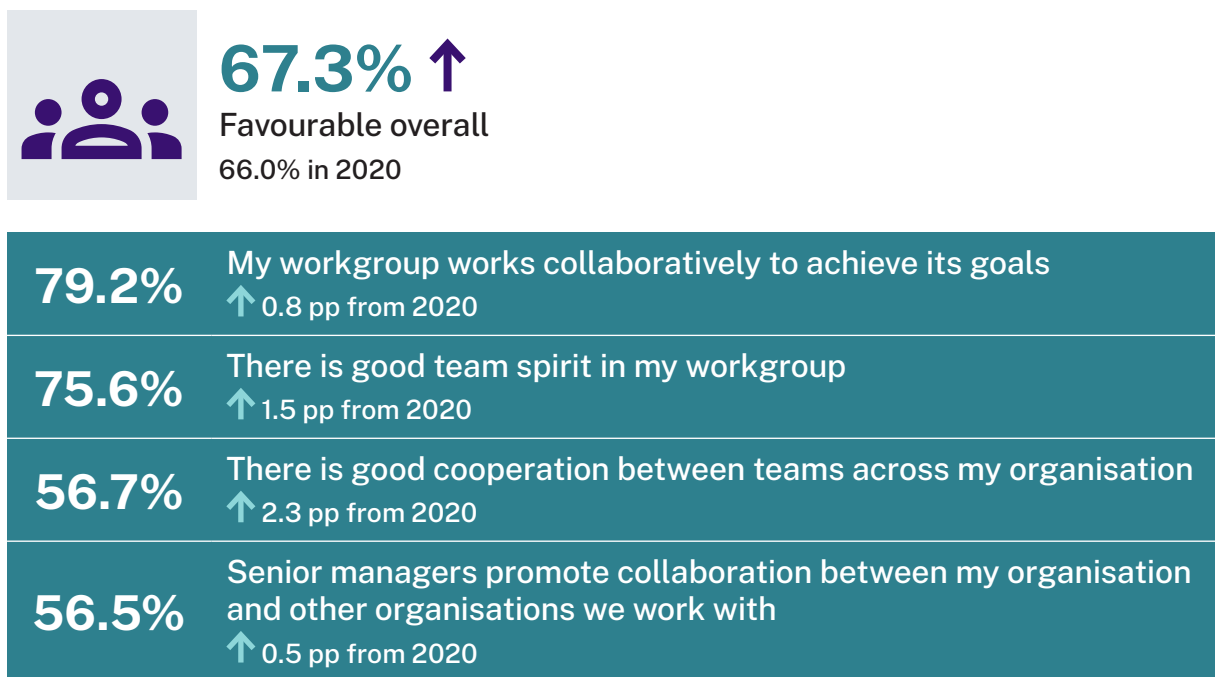 67.3% ↑
Favourable overall
66.0% in 2020
79.2%
My workgroup works collaboratively to achieve its goals
↑ 0.8 pp from 2020
75.6%
There is good team spirit in my workgroup
↑ 1.5 pp from 2020
56.7%
There is good cooperation between teams across my organisation
↑ 2.3 pp from 2020
56.5%
Senior managers promote collaboration between my organisation
and other organisations we work with
↑ 0.5 pp from 2020